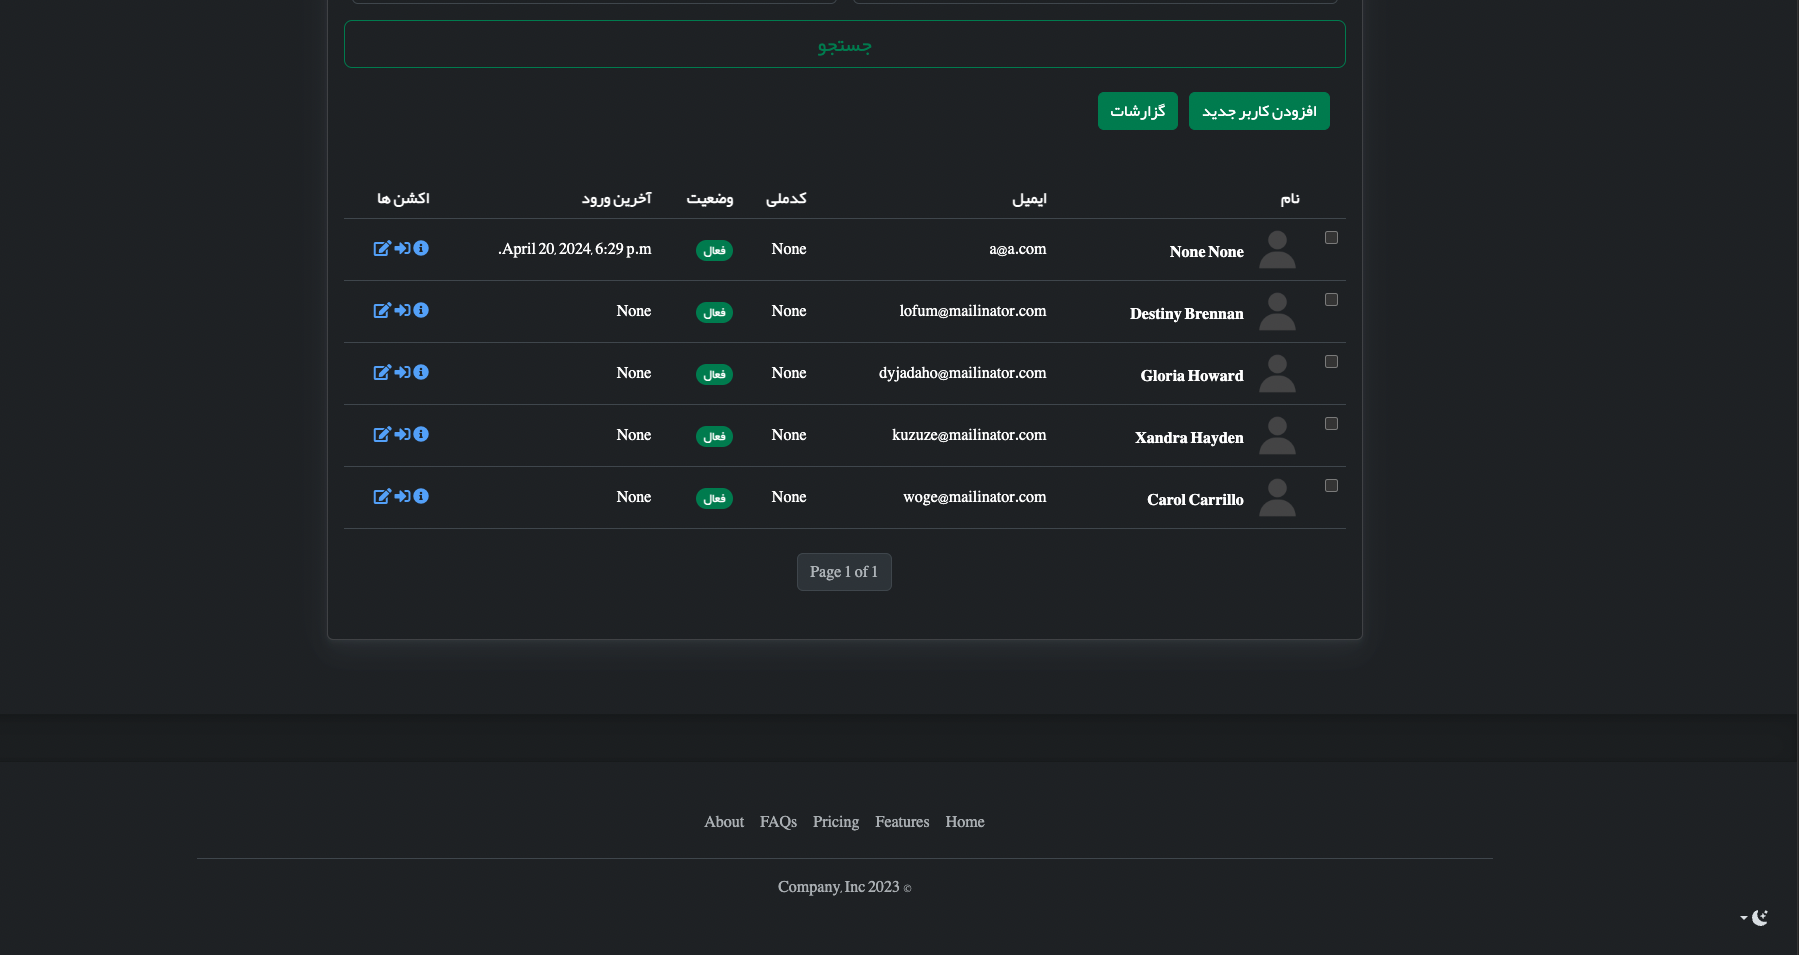 جستجو
افزودن کاربر جدید گزارشات
نام ایمیل کدملی وضعیت آخرین ورود اکشن ها
None None a@a.com None فعال April 20, 2024, 6:29 p.m.
Destiny Brennan lofum@mailinator.com None فعال None
Gloria Howard dyjadaho@mailinator.com None فعال None
Xandra Hayden kuzuze@mailinator.com None فعال None
Carol Carrillo woge@mailinator.com None فعال None
Page 1 of 1
Home Features Pricing FAQs About
© 2023 Company, Inc